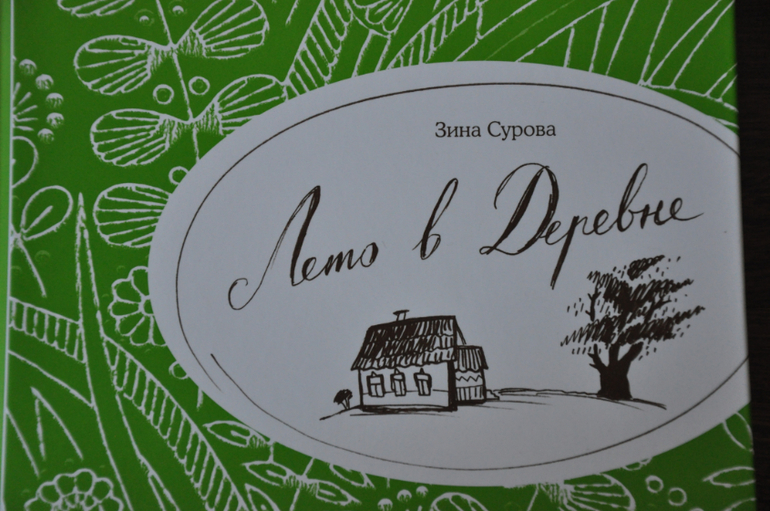 Зина Сурова
Лето в Деревне